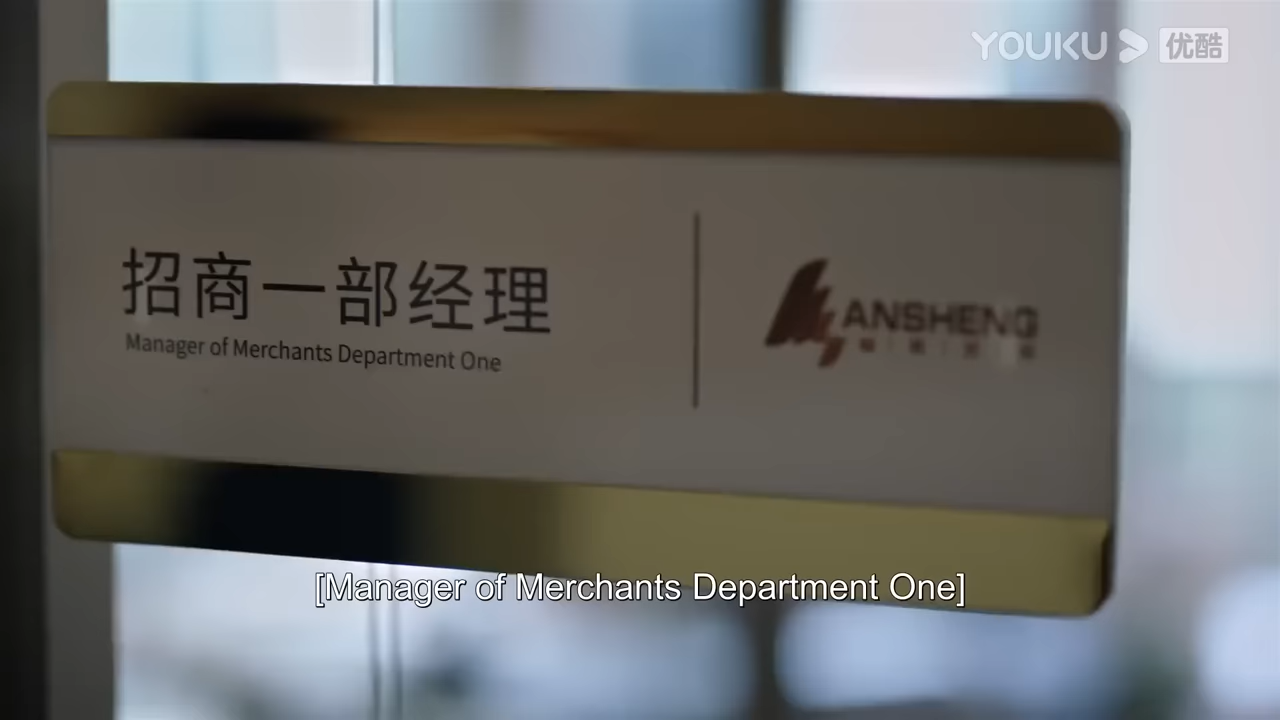 YOUKU 优酷
招商一部经理
Manager of Merchants Department One
ANSHENG
[Manager of Merchants Department One]